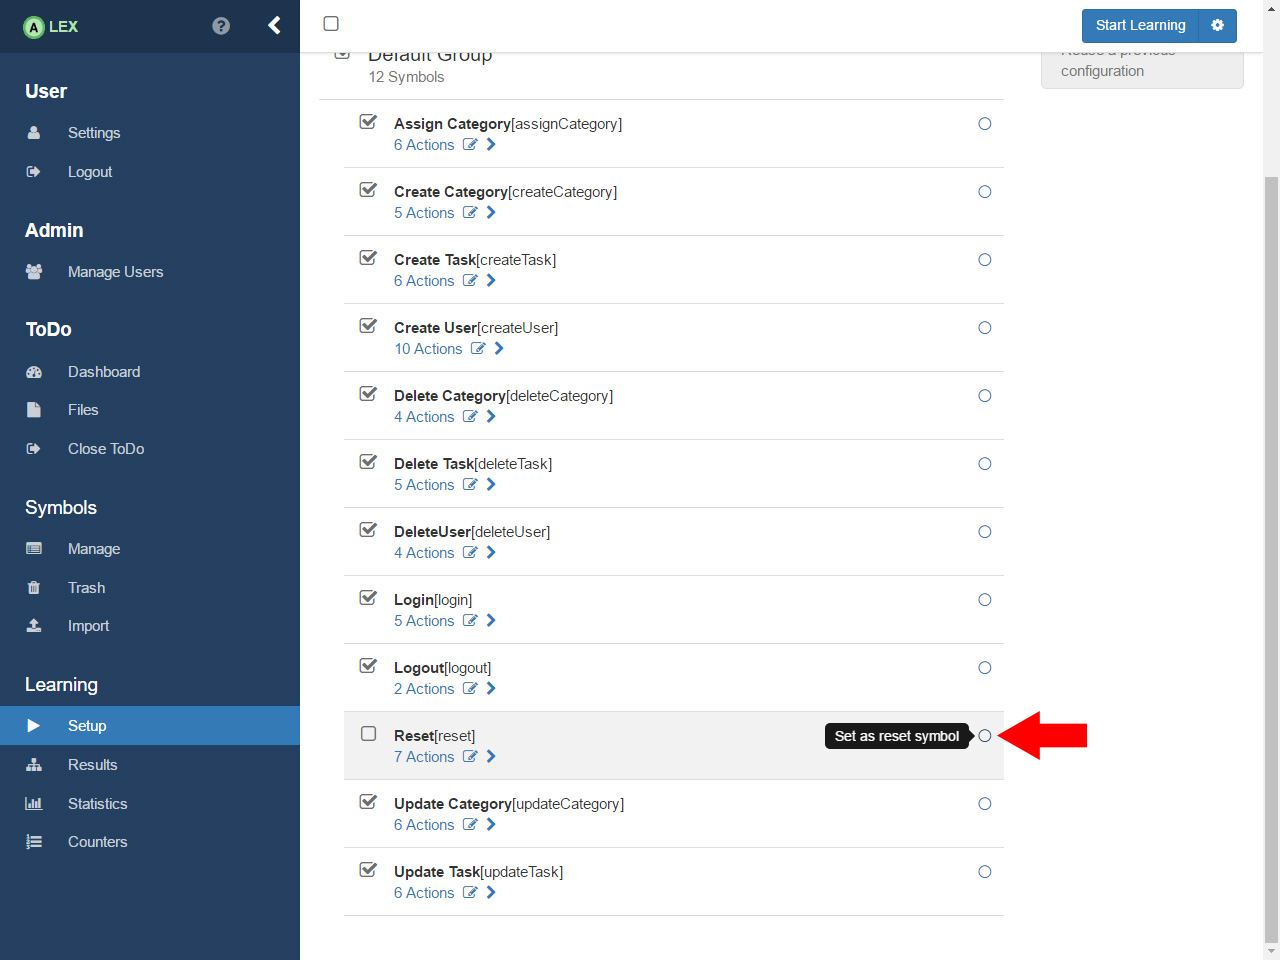 A LEX
?
User
Settings
Logout
Admin
Manage Users
ToDo
Dashboard
Files
Close ToDo
Symbols
Manage
Trash
Import
Learning
Setup
Results
Statistics
Counters
Start Learning
Default Group
12 Symbols
Reuse a previous
configuration
Assign Category[assignCategory]
6 Actions
Create Category[createCategory]
5 Actions
Create Task[createTask]
6 Actions
Create User[createUser]
10 Actions
Delete Category[deleteCategory]
4 Actions
Delete Task[deleteTask]
5 Actions
DeleteUser[deleteUser]
4 Actions
Login[login]
5 Actions
Logout[logout]
2 Actions
Reset[reset]
Set as reset symbol
7 Actions
Update Category[updateCategory]
6 Actions
Update Task[updateTask]
6 Actions